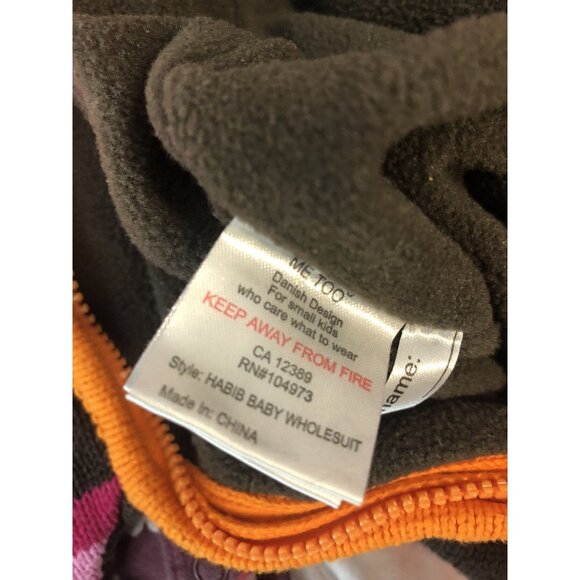 ME TOO
Danish Design
For small kids
who care what to wear
KEEP AWAY FROM FIRE
CA 12389
RN#104973
Style: HABIB BABY WHOLESUIT
Made in: CHINA
name: